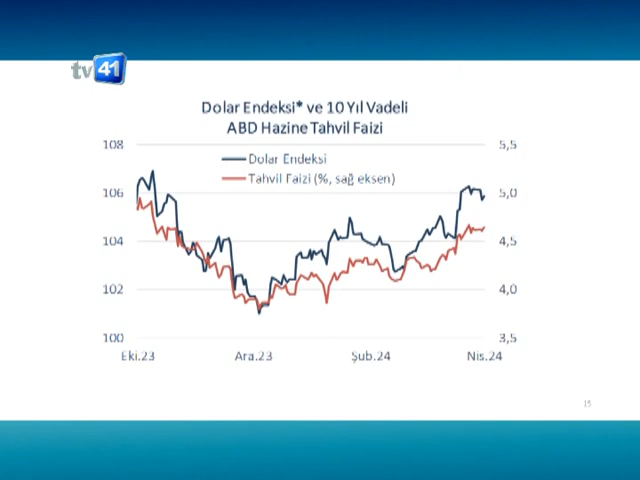 tv41
Dolar Endeksi* ve 10 Yıl Vadeli
ABD Hazine Tahvil Faizi
108
5,5
Dolar Endeksi
Tahvil Faizi (%, sağ eksen)
106
5,0
104
4,5
102
4,0
100
3,5
Eki.23
Ara.23
Şub.24
Nis.24
15